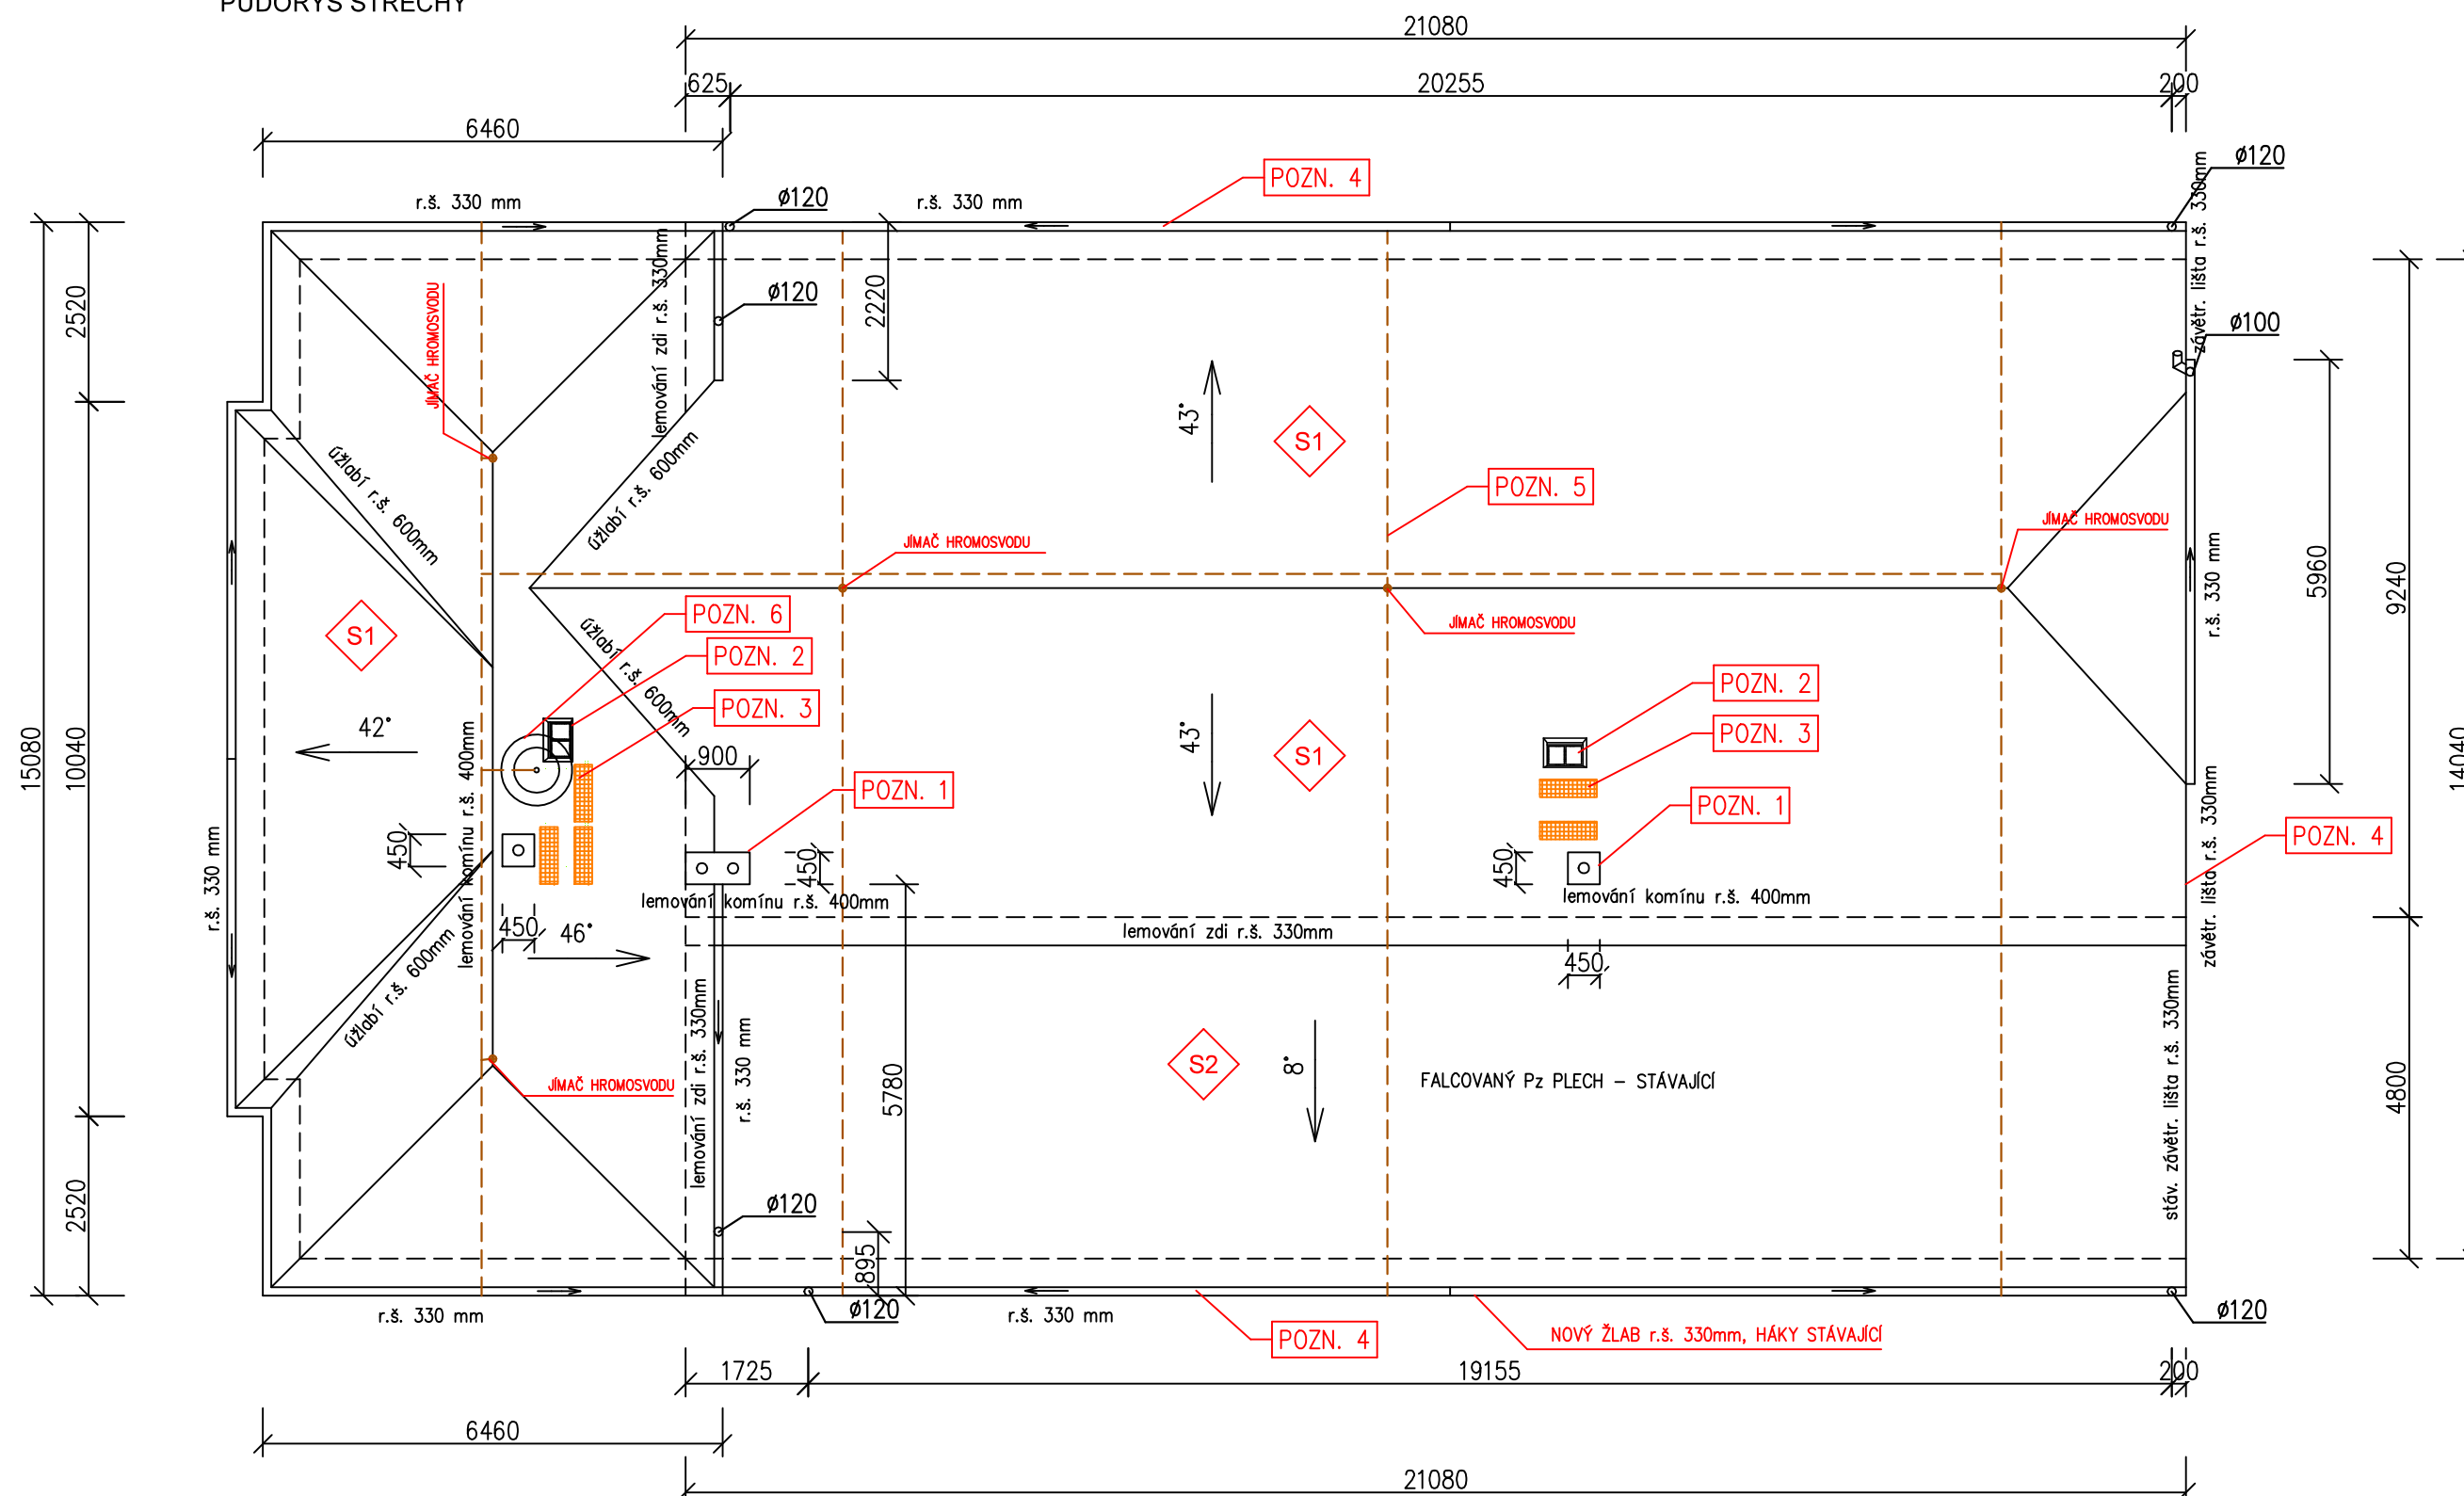 PŮDORYS STŘECHY
21080
625
20255
200
6460
ø120
r.š. 330 mm
ø120
r.š. 330 mm
POZN. 4
závětr. lišta r.š. 330mm
2520
JÍMAČ HROMOSVODU
lemování zdi r.š. 330mm
ø120
2220
ø100
43°
S1
úžlabí r.š. 600mm
úžlabí r.š. 600mm
POZN. 5
JÍMAČ HROMOSVODU
JÍMAČ HROMOSVODU
r.š. 330 mm
5960
9240
S1
POZN. 6
úžlabí r.š. 600mm
POZN. 2
POZN. 3
JÍMAČ HROMOSVODU
POZN. 2
POZN. 3
15080
10040
42°
lemování komínu r.š. 400mm
900
POZN. 1
43°
S1
POZN. 1
14040
r.š. 330 mm
450
450
450
závětr. lišta r.š. 330mm
POZN. 4
lemování komínu r.š. 400mm
lemování komínu r.š. 400mm
450
46°
lemování zdi r.š. 330mm
450
úžlabí r.š. 600mm
lemování zdi r.š. 330mm
r.š. 330 mm
5780
S2
8°
FALCOVANÝ Pz PLECH – STÁVAJÍCÍ
stáv. závětr. lišta r.š. 330mm
4800
JÍMAČ HROMOSVODU
2520
ø120
895
ø120
ø120
r.š. 330 mm
r.š. 330 mm
POZN. 4
NOVÝ ŽLAB r.š. 330mm, HÁKY STÁVAJÍCÍ
1725
19155
200
6460
21080